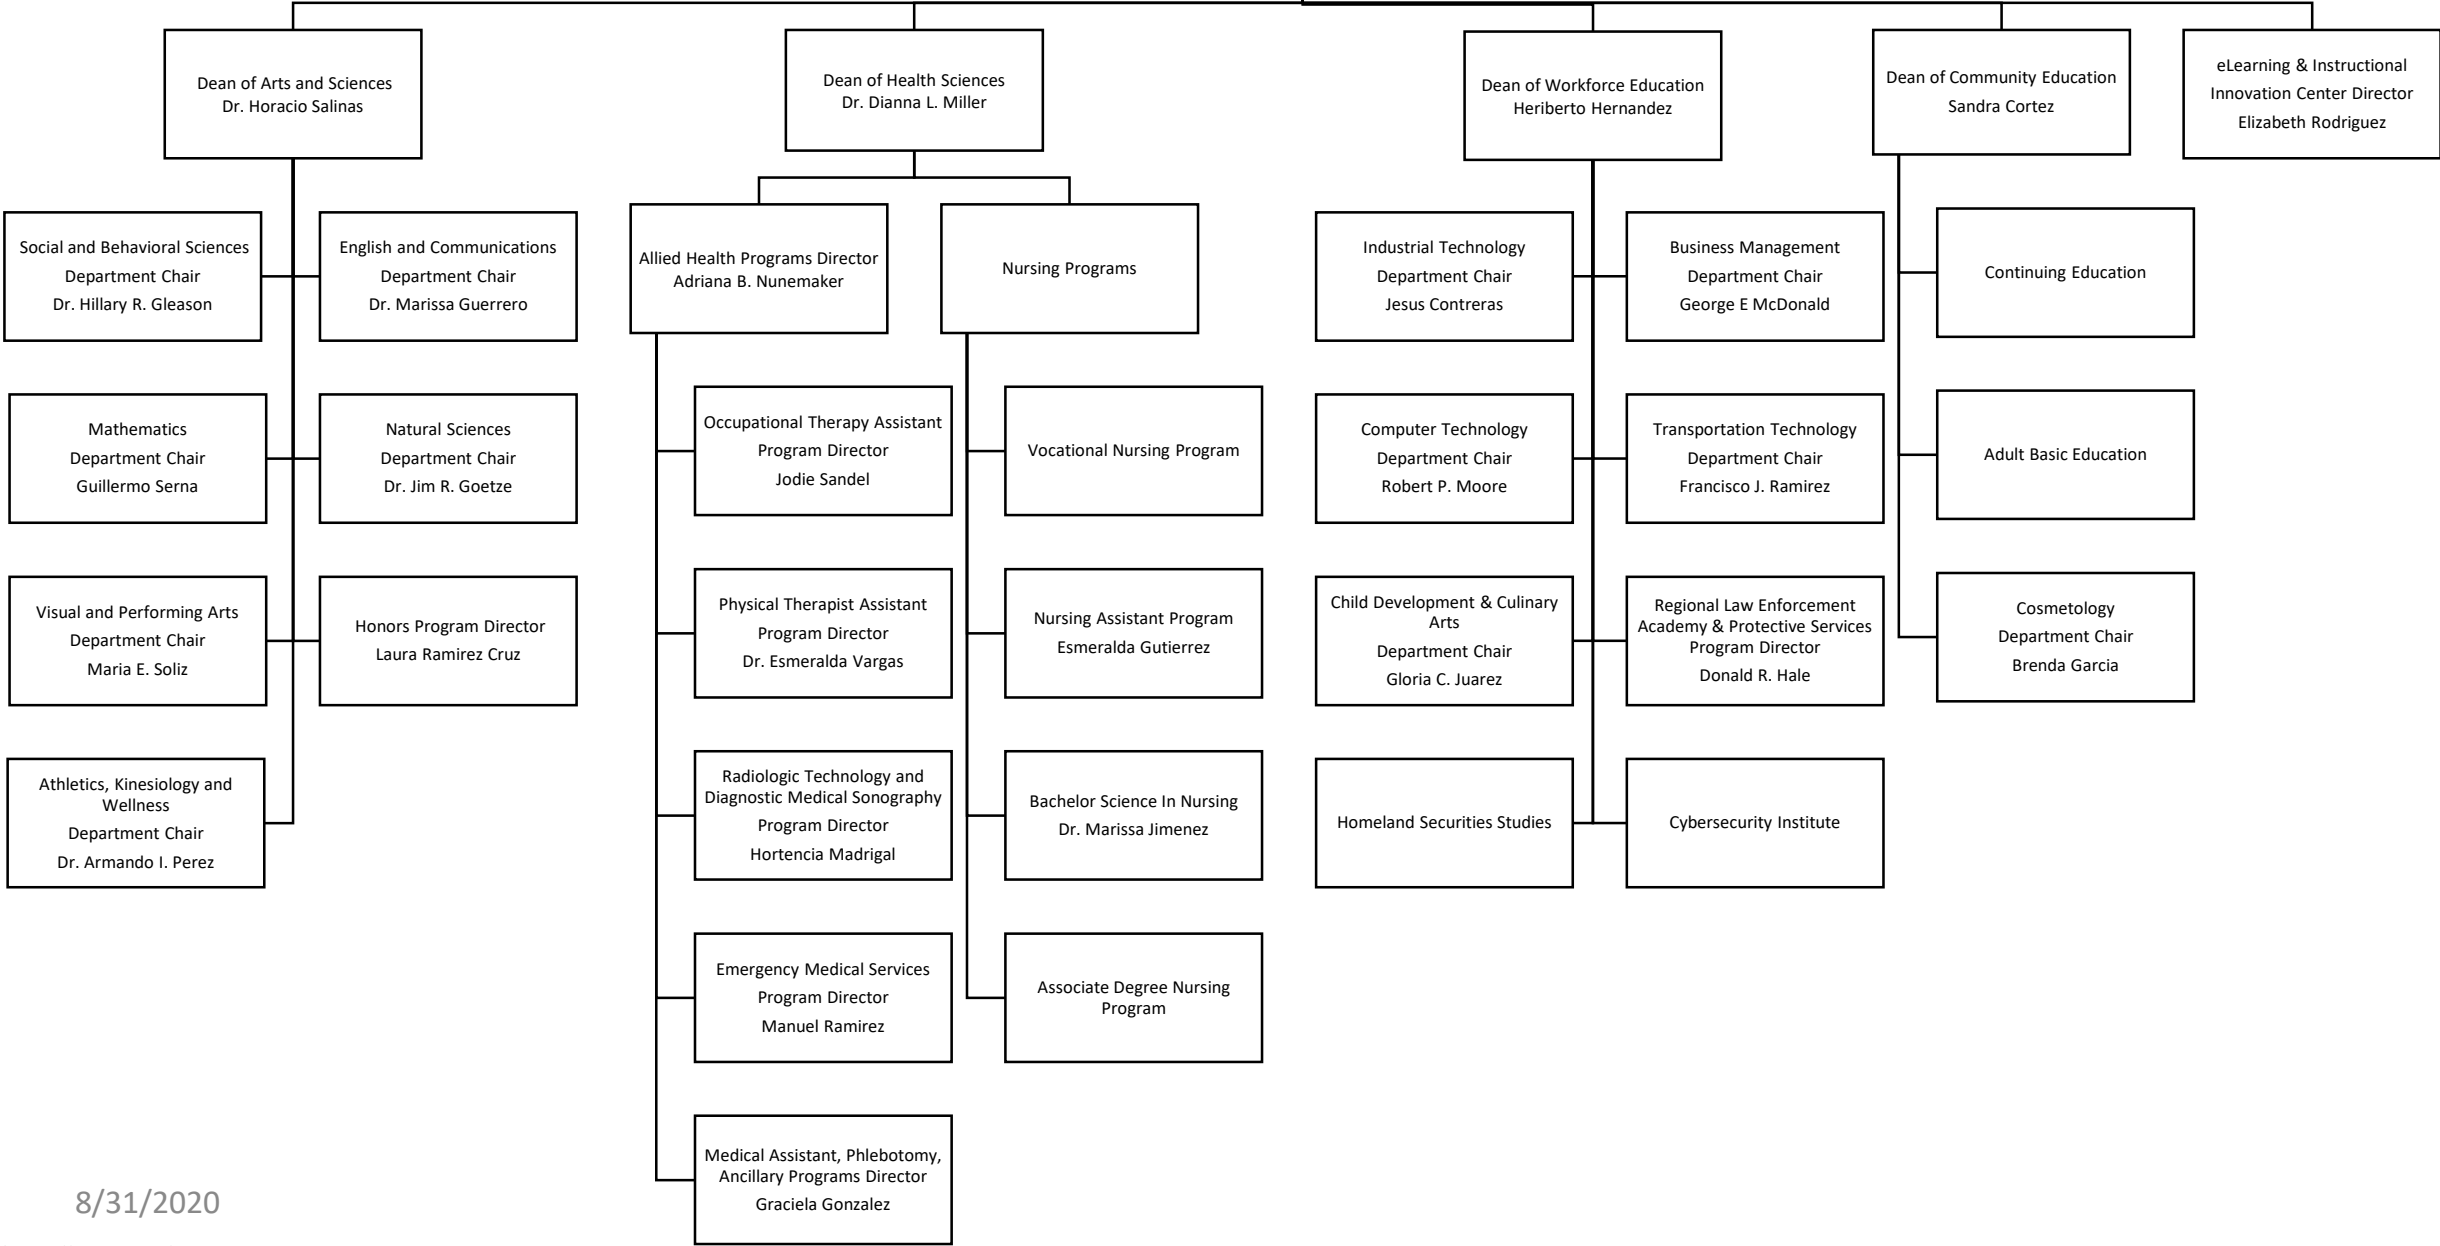 Dean of Arts and Sciences
Dr. Horacio Salinas
Dean of Health Sciences
Dr. Dianna L. Miller
Dean of Workforce Education
Heriberto Hernandez
Dean of Community Education
Sandra Cortez
eLearning & Instructional
Innovation Center Director
Elizabeth Rodriguez
Social and Behavioral Sciences
Department Chair
Dr. Hillary R. Gleason
English and Communications
Department Chair
Dr. Marissa Guerrero
Mathematics
Department Chair
Guillermo Serna
Natural Sciences
Department Chair
Dr. Jim R. Goetze
Visual and Performing Arts
Department Chair
Maria E. Soliz
Honors Program Director
Laura Ramirez Cruz
Athletics, Kinesiology and
Wellness
Department Chair
Dr. Armando I. Perez
Allied Health Programs Director
Adriana B. Nunemaker
Nursing Programs
Occupational Therapy Assistant
Program Director
Jodie Sandel
Physical Therapist Assistant
Program Director
Dr. Esmeralda Vargas
Radiologic Technology and
Diagnostic Medical Sonography
Program Director
Hortencia Madrigal
Emergency Medical Services
Program Director
Manuel Ramirez
Medical Assistant, Phlebotomy,
Ancillary Programs Director
Graciela Gonzalez
Vocational Nursing Program
Nursing Assistant Program
Esmeralda Gutierrez
Bachelor Science In Nursing
Dr. Marissa Jimenez
Associate Degree Nursing
Program
Industrial Technology
Department Chair
Jesus Contreras
Business Management
Department Chair
George E McDonald
Computer Technology
Department Chair
Robert P. Moore
Transportation Technology
Department Chair
Francisco J. Ramirez
Child Development & Culinary
Arts
Department Chair
Gloria C. Juarez
Regional Law Enforcement
Academy & Protective Services
Program Director
Donald R. Hale
Homeland Securities Studies
Cybersecurity Institute
Continuing Education
Adult Basic Education
Cosmetology
Department Chair
Brenda Garcia
8/31/2020